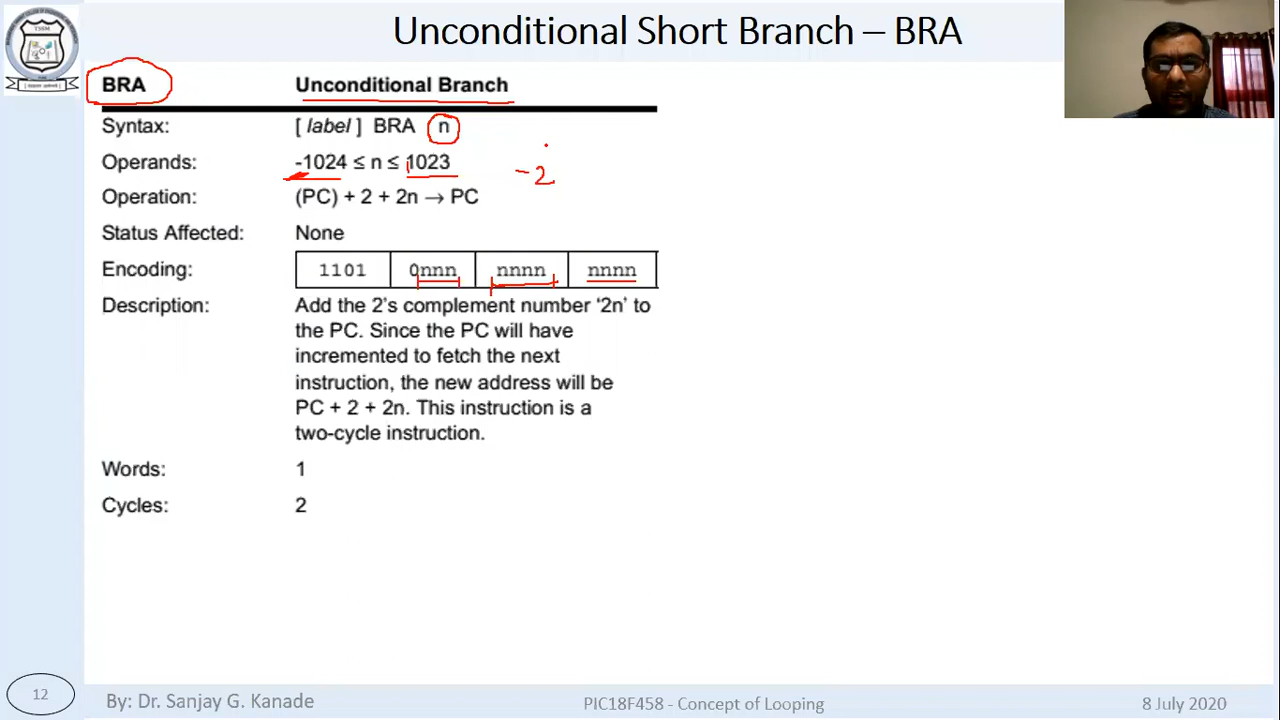 Unconditional Short Branch – BRA
BRA Unconditional Branch
Syntax: [ label ] BRA n
Operands: -1024 ≤ n ≤ 1023
-2
Operation: (PC) + 2 + 2n → PC
Status Affected: None
Encoding: 1101 0nnn nnnn nnnn
Description: Add the 2's complement number '2n' to
the PC. Since the PC will have
incremented to fetch the next
instruction, the new address will be
PC + 2 + 2n. This instruction is a
two-cycle instruction.
Words: 1
Cycles: 2
12 By: Dr. Sanjay G. Kanade PIC18F458 - Concept of Looping 8 July 2020